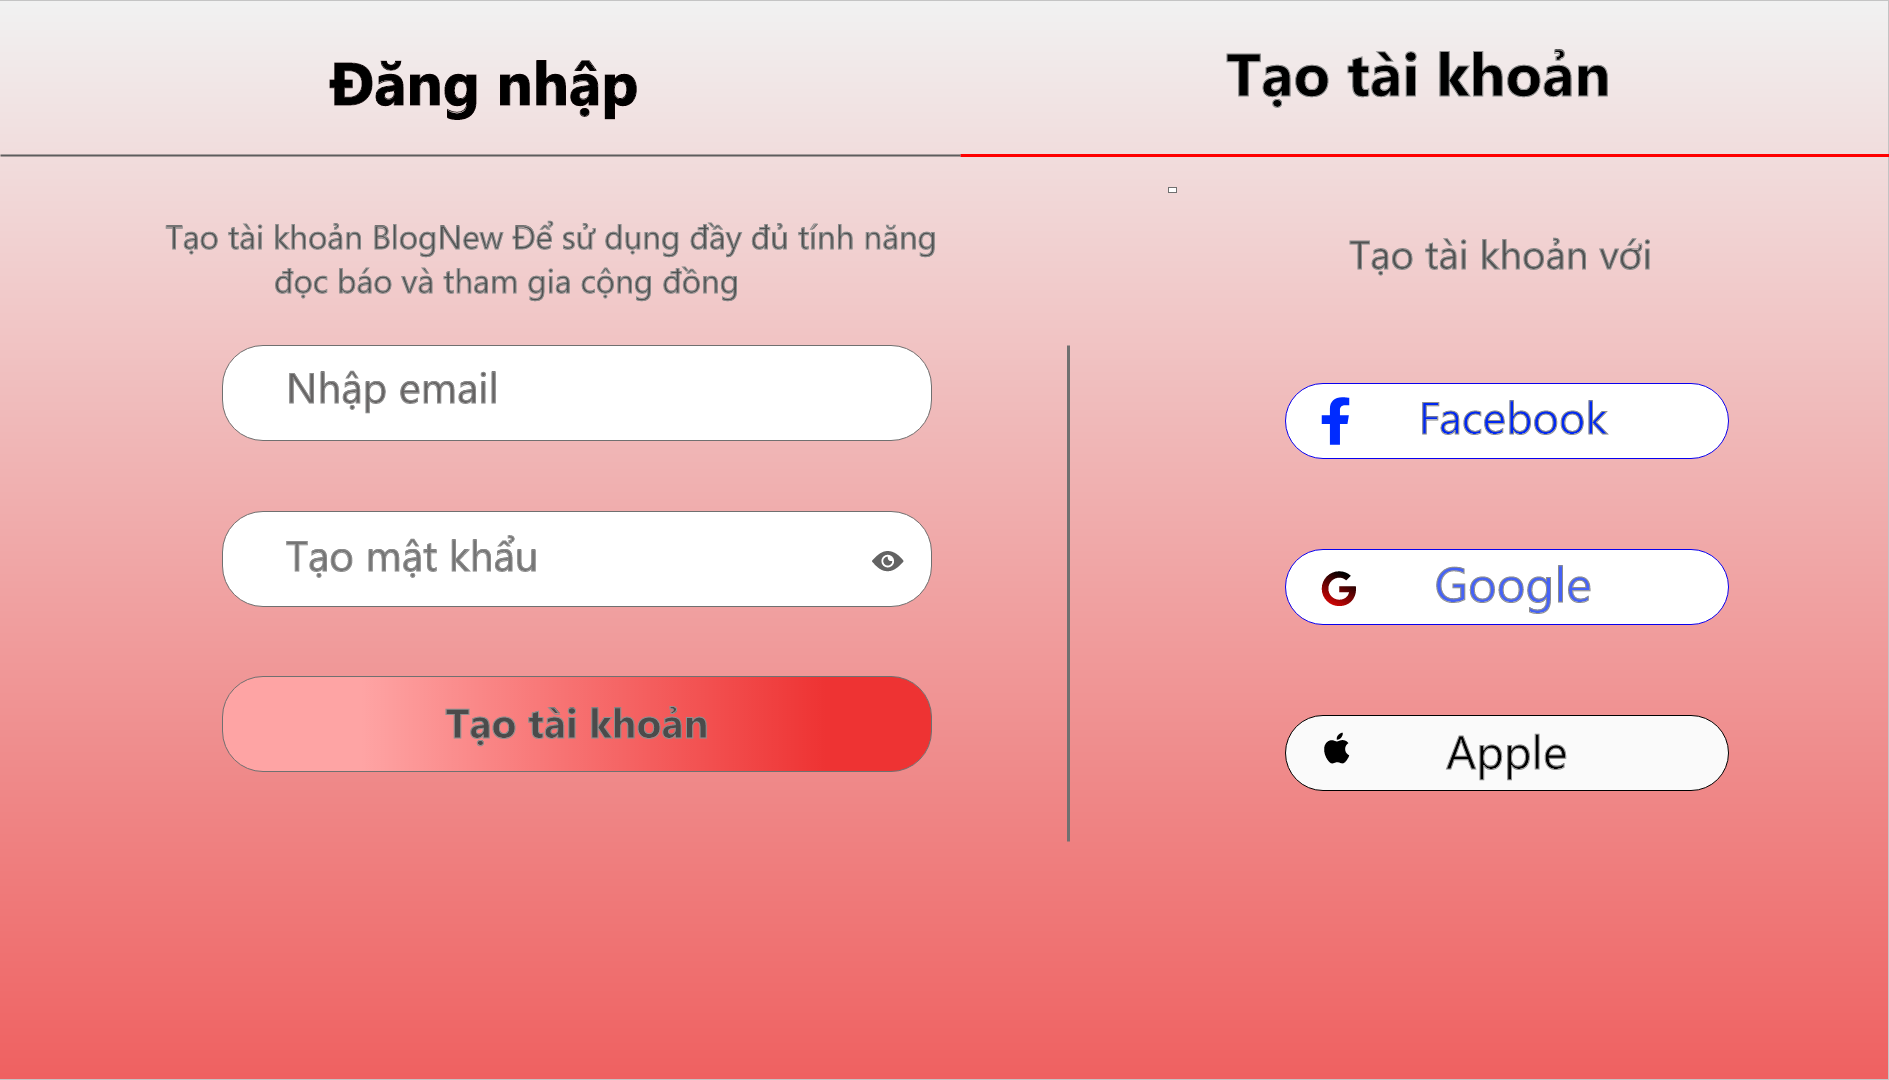 Đăng nhập
Tạo tài khoản
Tạo tài khoản BlogNew Để sử dụng đầy đủ tính năng
đọc báo và tham gia cộng đồng
Nhập email
Tạo mật khẩu
Tạo tài khoản
Tạo tài khoản với
Facebook
Google
Apple